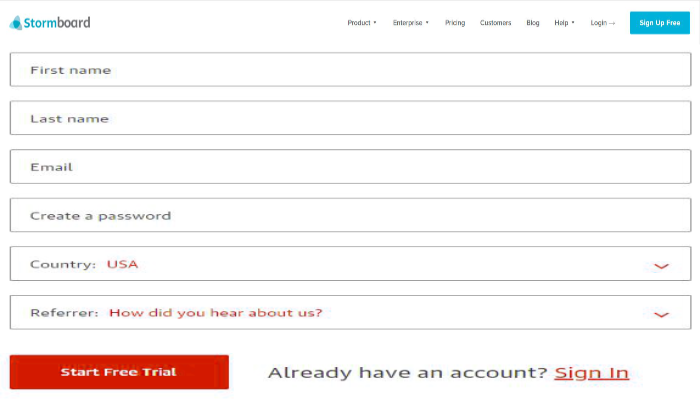 Stormboard Product Enterprise Pricing Customers Blog Help Login → Sign Up Free
First name
Last name
Email
Create a password
Country: USA
Referrer: How did you hear about us?
Start Free Trial Already have an account? Sign In